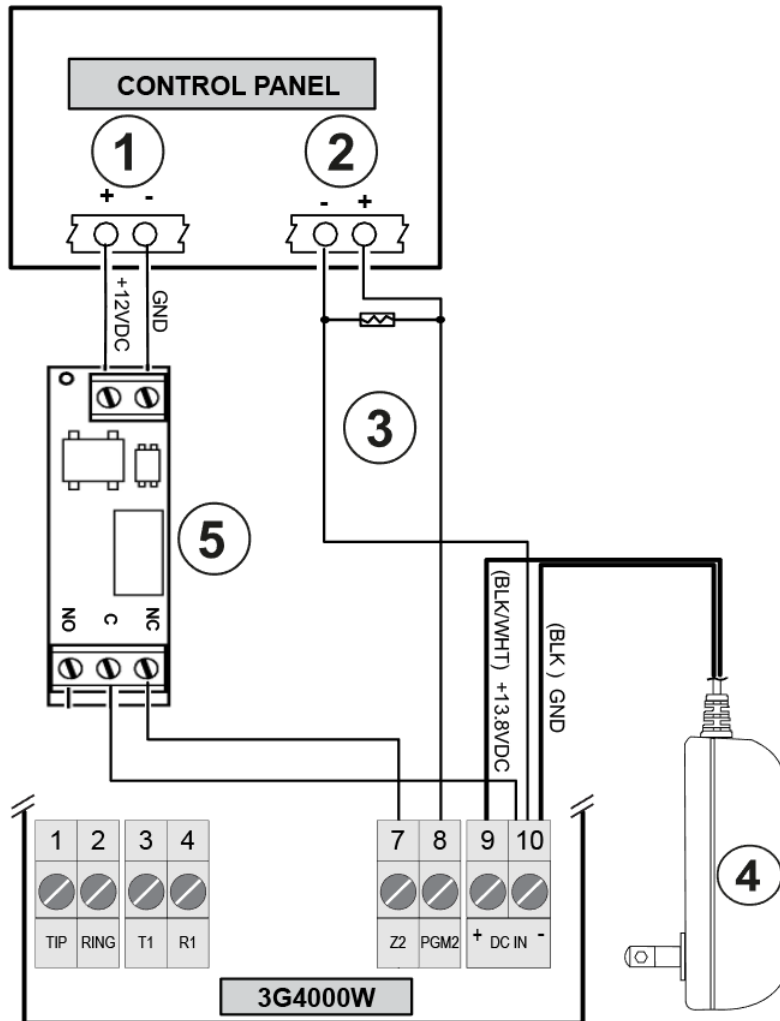 CONTROL PANEL
1
2
+ -
- +
+12VDC
GND
3
5
NO C NC
(BLK/WHT) +13.8VDC
(BLK ) GND
4
1 2 3 4
7 8 9 10
TIP RING T1 R1
Z2 PGM2 + DC IN -
3G4000W